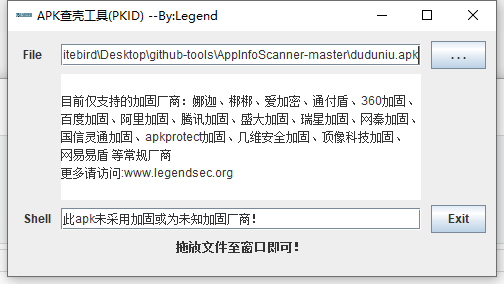 APK查壳工具(PKID) --By:Legend
File
itebird\Desktop\github-tools\AppInfoScanner-master\duduniu.apk
...
目前仅支持的加固厂商：娜迦、梆梆、爱加密、通付盾、360加固、
百度加固、阿里加固、腾讯加固、盛大加固、瑞星加固、网秦加固、
国信灵通加固、apkprotect加固、几维安全加固、顶像科技加固、
网易易盾 等常规厂商
更多请访问:www.legendsec.org
Shell
此apk未采用加固或为未知加固厂商!
Exit
拖放文件至窗口即可！